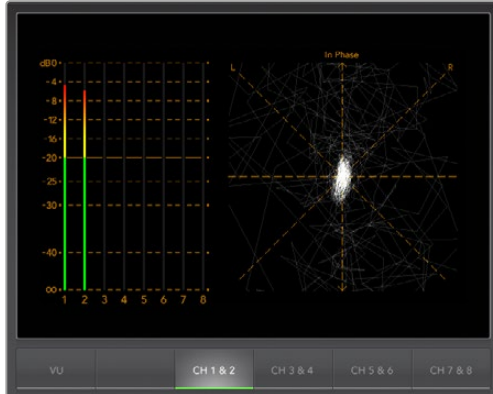 In Phase
dB0
L
R
-4
-8
-12
-16
-20
-25
-30
-40
∞
1 2 3 4 5 6 7 8
VU
CH 1 & 2
CH 3 & 4
CH 5 & 6
CH 7 & 8